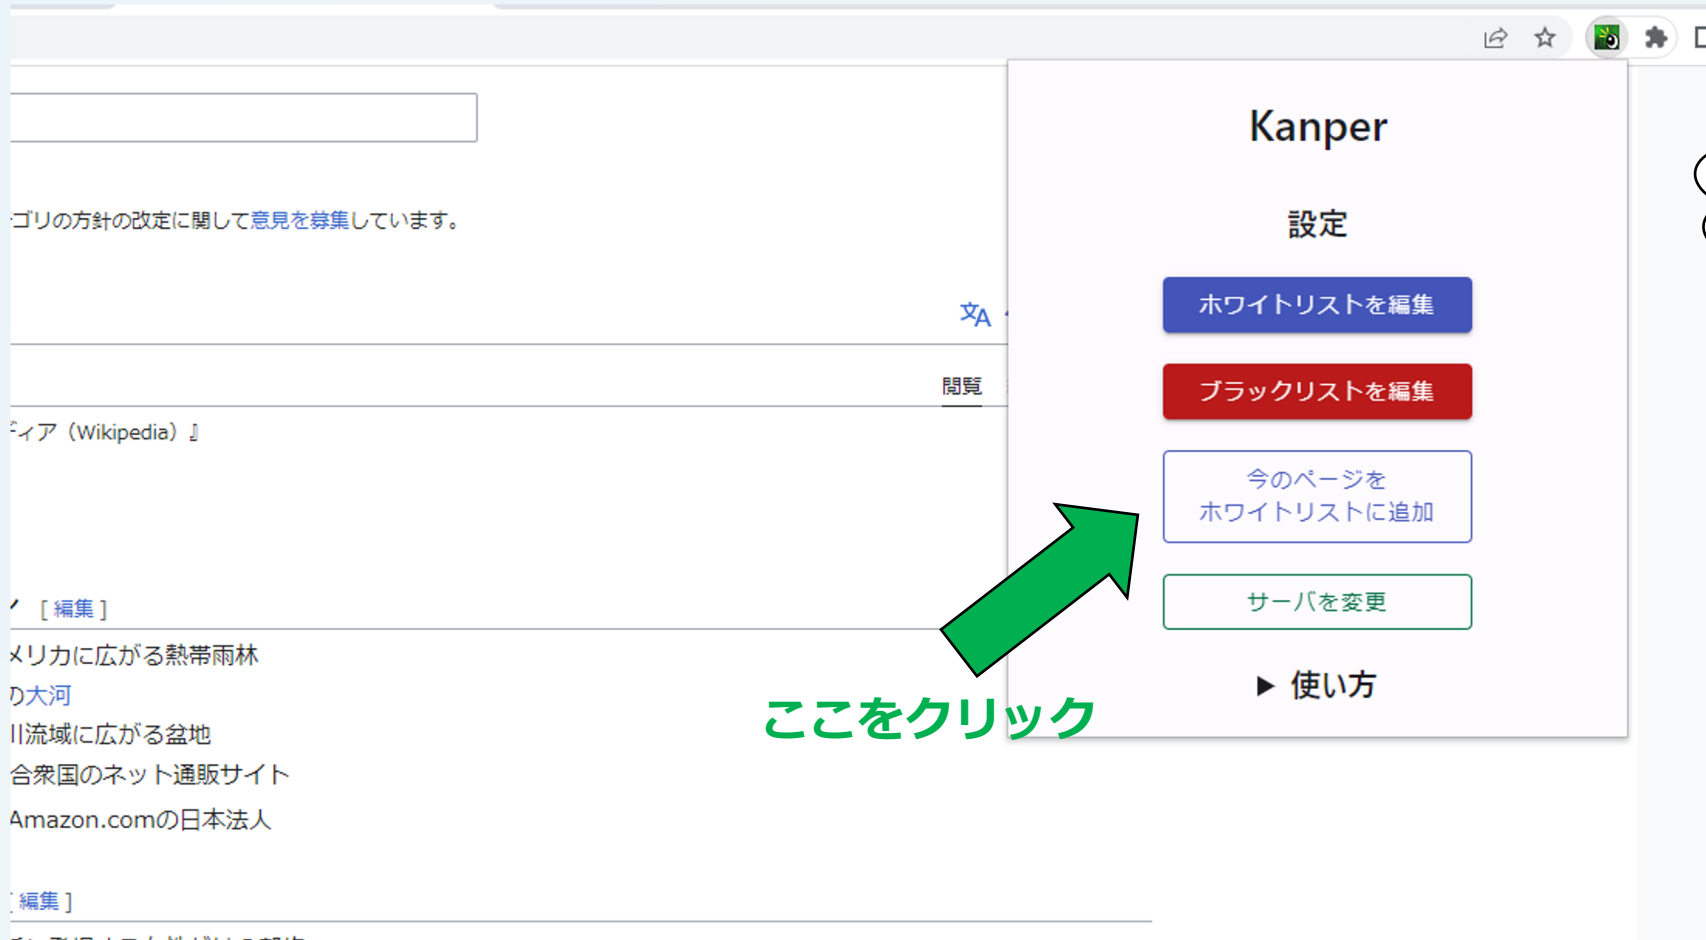 Kanper
設定
ホワイトリストを編集
ブラックリストを編集
今のページを
ホワイトリストに追加
サーバを変更
▶ 使い方
ここをクリック
ゴリの方針の改定に関して意見を募集しています。
文A
閲覧
ィア（Wikipedia）』
[編集]
メリカに広がる熱帯雨林
の大河
川流域に広がる盆地
合衆国のネット通販サイト
Amazon.comの日本法人
[編集]